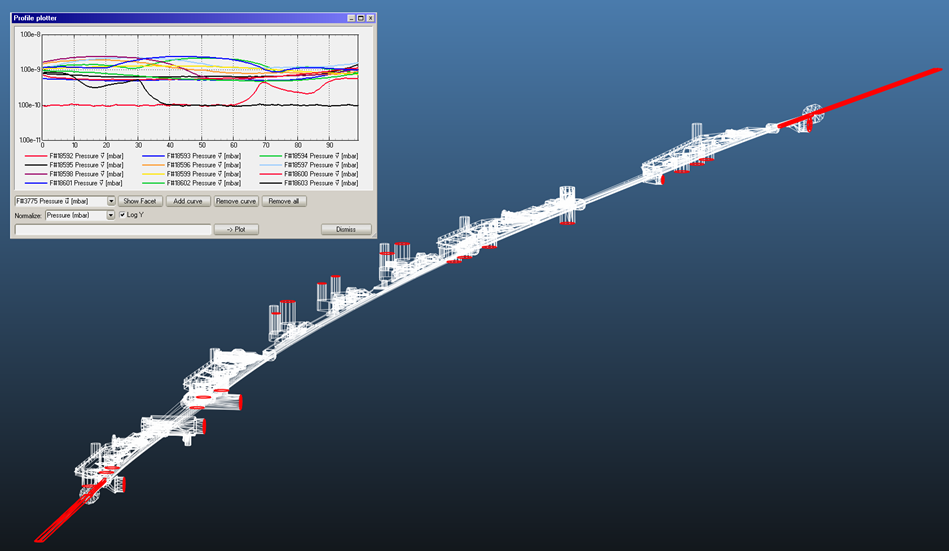 Profile plotter
1.00e-8
1.00e-9
1.00e-10
1.00e-11
0 10 20 30 40 50 60 70 80 90
F#18592 Pressure v⃗ [mbar] F#18593 Pressure v⃗ [mbar] F#18594 Pressure v⃗ [mbar]
F#18595 Pressure v⃗ [mbar] F#18596 Pressure v⃗ [mbar] F#18597 Pressure v⃗ [mbar]
F#18598 Pressure v⃗ [mbar] F#18599 Pressure v⃗ [mbar] F#18600 Pressure v⃗ [mbar]
F#18601 Pressure v⃗ [mbar] F#18602 Pressure v⃗ [mbar] F#18603 Pressure v⃗ [mbar]
F#3775 Pressure u⃗ [mbar] Show Facet Add curve Remove curve Remove all
Normalize: Pressure (mbar) Log Y
-> Plot Dismiss